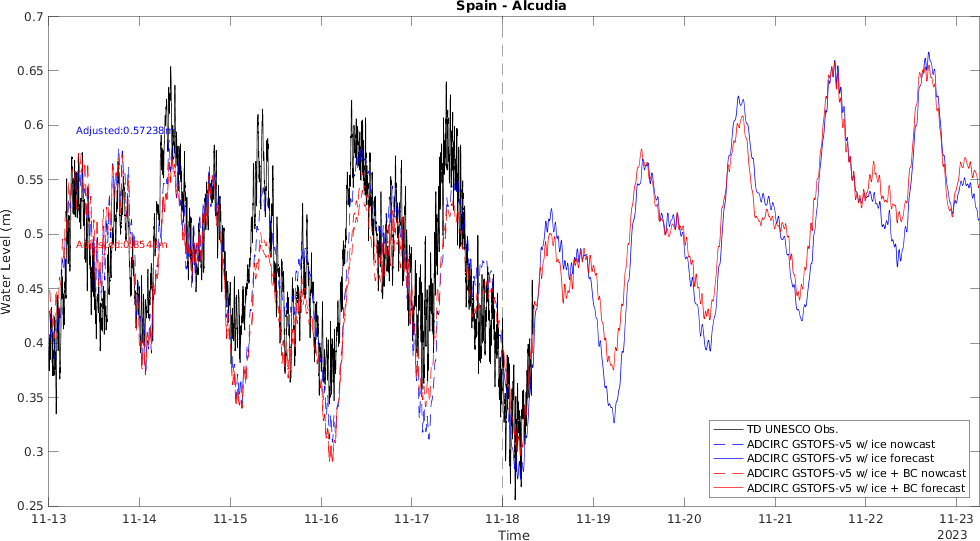 Spain - Alcudia
0.7
0.65
0.6
0.55
0.5
0.45
0.4
0.35
0.3
0.25
Water Level (m)
Adjusted:0.57238m
11-13
11-14
11-15
11-16
11-17
11-18
11-19
11-20
11-21
11-22
11-23
2023
Time
TD UNESCO Obs.
ADCIRC GSTOFS-v5 w/ ice nowcast
ADCIRC GSTOFS-v5 w/ ice forecast
ADCIRC GSTOFS-v5 w/ ice + BC nowcast
ADCIRC GSTOFS-v5 w/ ice + BC forecast